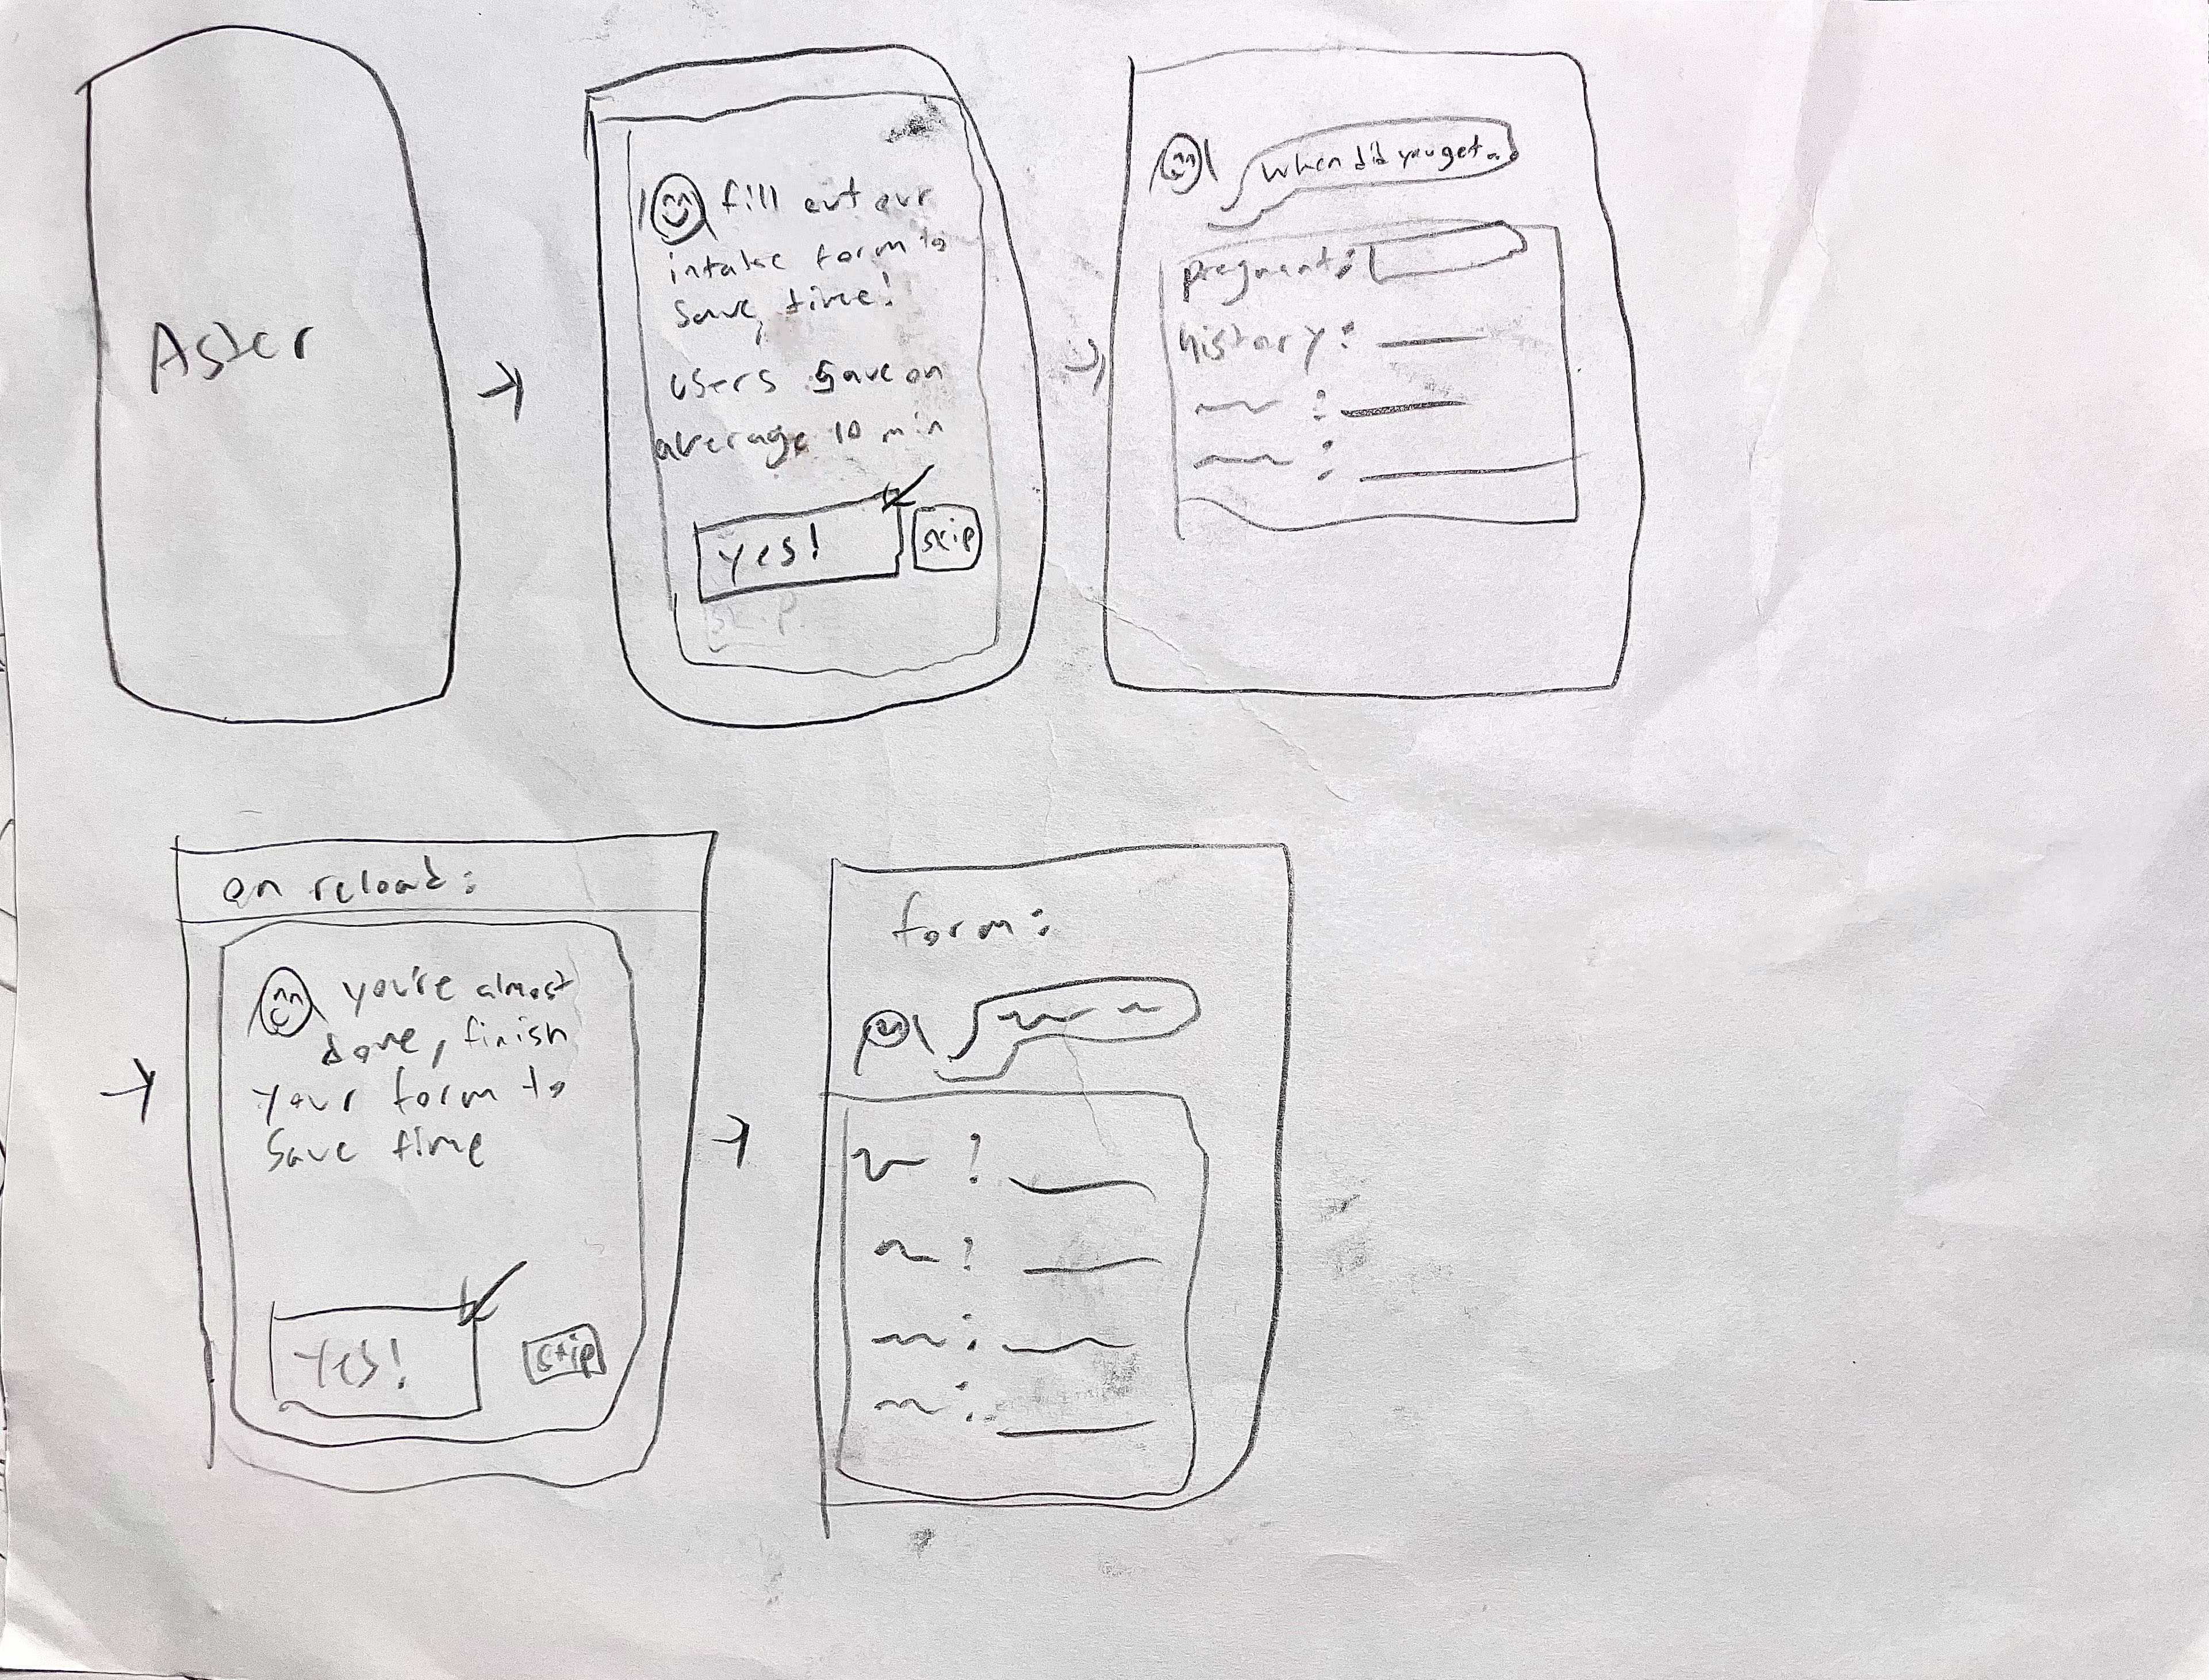 Aster
fill out our
intake form to
save time!
users save on
average 10 min
yes!
skip
skip
when did you get...
pregnant:
history:
on reload:
you're almost
done, finish
your form to
save time
Yes!
skip
form: